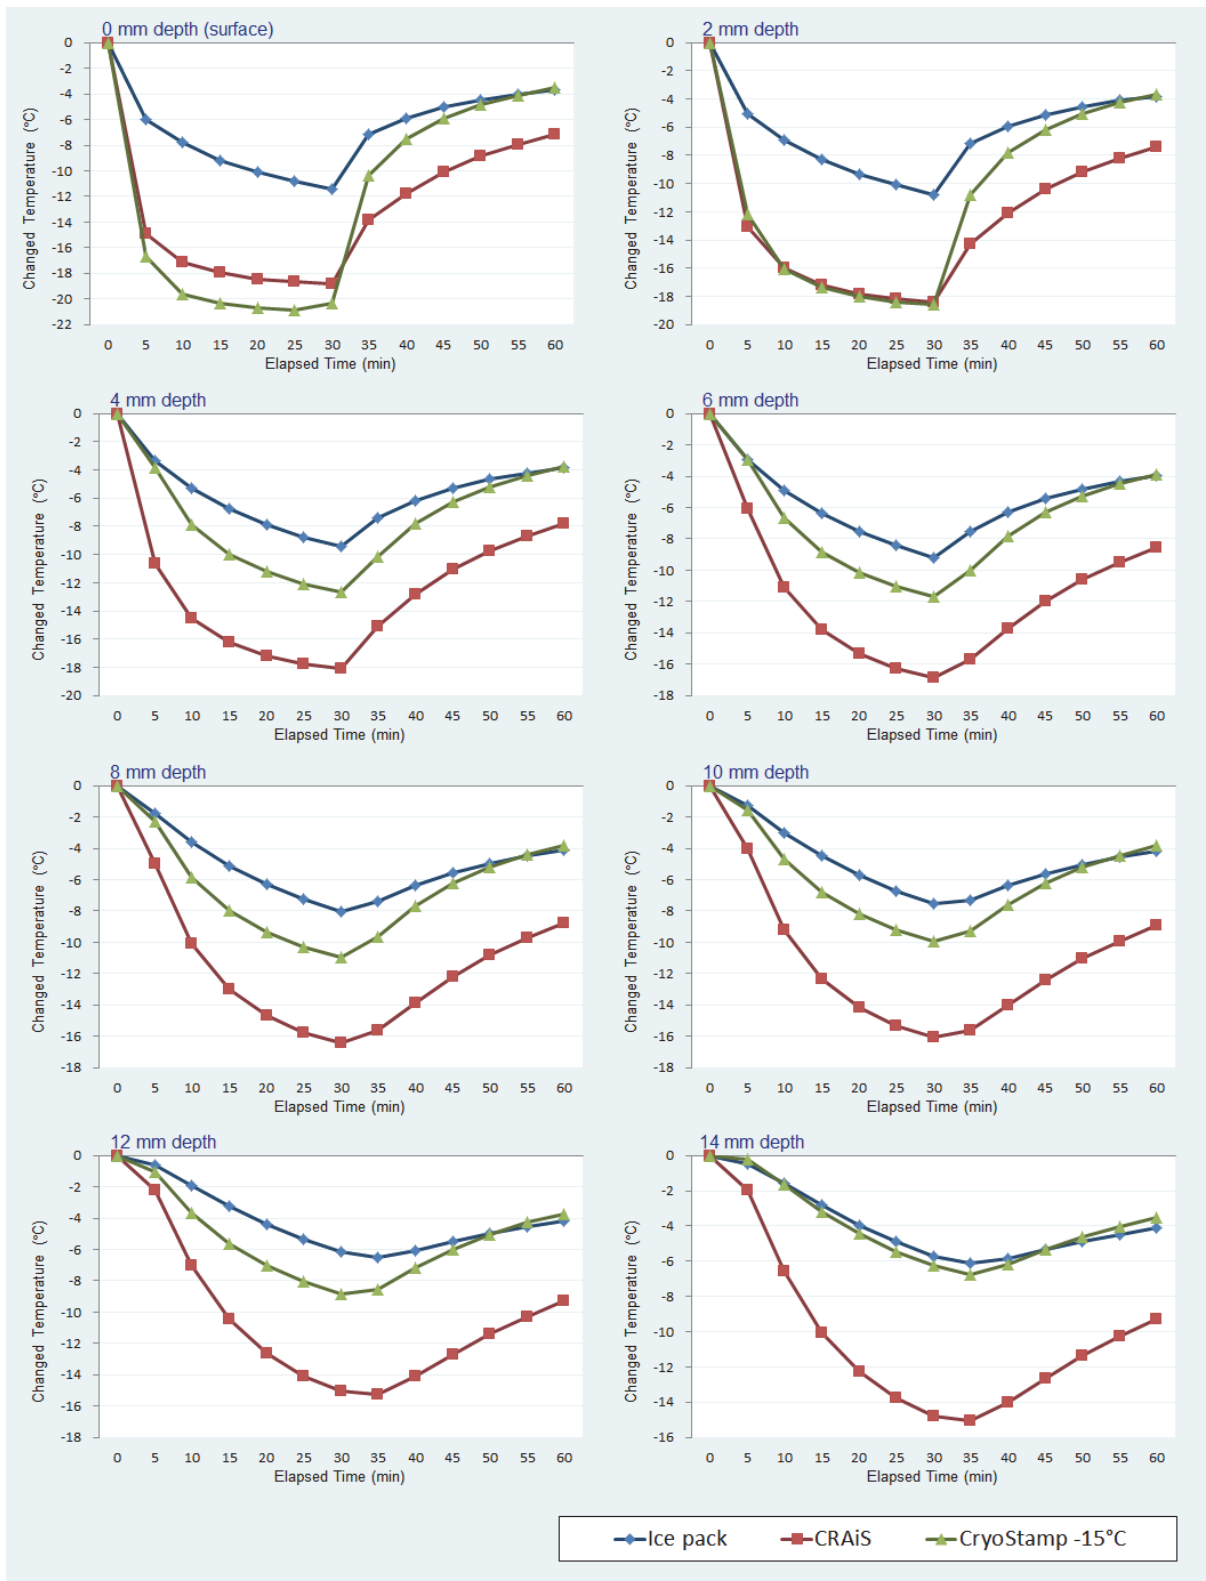 0 mm depth (surface)
0
-2
-4
-6
-8
-10
-12
-14
-16
-18
-20
-22
Changed Temperature (°C)
0 5 10 15 20 25 30 35 40 45 50 55 60
Elapsed Time (min)
2 mm depth
0
-2
-4
-6
-8
-10
-12
-14
-16
-18
-20
Changed Temperature (°C)
0 5 10 15 20 25 30 35 40 45 50 55 60
Elapsed Time (min)
4 mm depth
0
-2
-4
-6
-8
-10
-12
-14
-16
-18
-20
Changed Temperature (°C)
0 5 10 15 20 25 30 35 40 45 50 55 60
Elapsed Time (min)
6 mm depth
0
-2
-4
-6
-8
-10
-12
-14
-16
-18
Changed Temperature (°C)
0 5 10 15 20 25 30 35 40 45 50 55 60
Elapsed Time (min)
8 mm depth
0
-2
-4
-6
-8
-10
-12
-14
-16
-18
Changed Temperature (°C)
0 5 10 15 20 25 30 35 40 45 50 55 60
Elapsed Time (min)
10 mm depth
0
-2
-4
-6
-8
-10
-12
-14
-16
-18
Changed Temperature (°C)
0 5 10 15 20 25 30 35 40 45 50 55 60
Elapsed Time (min)
12 mm depth
0
-2
-4
-6
-8
-10
-12
-14
-16
-18
Changed Temperature (°C)
0 5 10 15 20 25 30 35 40 45 50 55 60
Elapsed Time (min)
14 mm depth
0
-2
-4
-6
-8
-10
-12
-14
-16
Changed Temperature (°C)
0 5 10 15 20 25 30 35 40 45 50 55 60
Elapsed Time (min)
Ice pack CRAiS CryoStamp -15°C